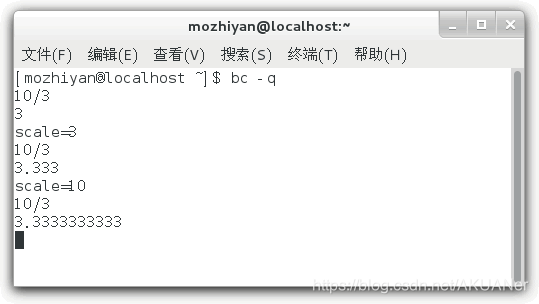 mozhiyan@localhost:~
文件(F) 编辑(E) 查看(V) 搜索(S) 终端(T) 帮助(H)
[mozhiyan@localhost ~]$ bc -q
10/3
3
scale=3
10/3
3.333
scale=10
10/3
3.3333333333
https://blog.csdn.net/AKUANer